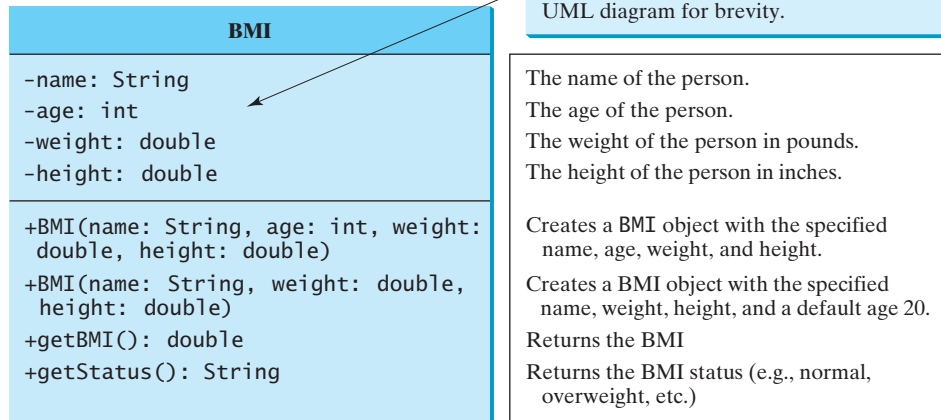 UML diagram for brevity.
BMI
-name: String
-age: int
-weight: double
-height: double
The name of the person.
The age of the person.
The weight of the person in pounds.
The height of the person in inches.
+BMI(name: String, age: int, weight:
double, height: double)
+BMI(name: String, weight: double,
height: double)
+getBMI(): double
+getStatus(): String
Creates a BMI object with the specified
name, age, weight, and height.
Creates a BMI object with the specified
name, weight, height, and a default age 20.
Returns the BMI
Returns the BMI status (e.g., normal,
overweight, etc.)